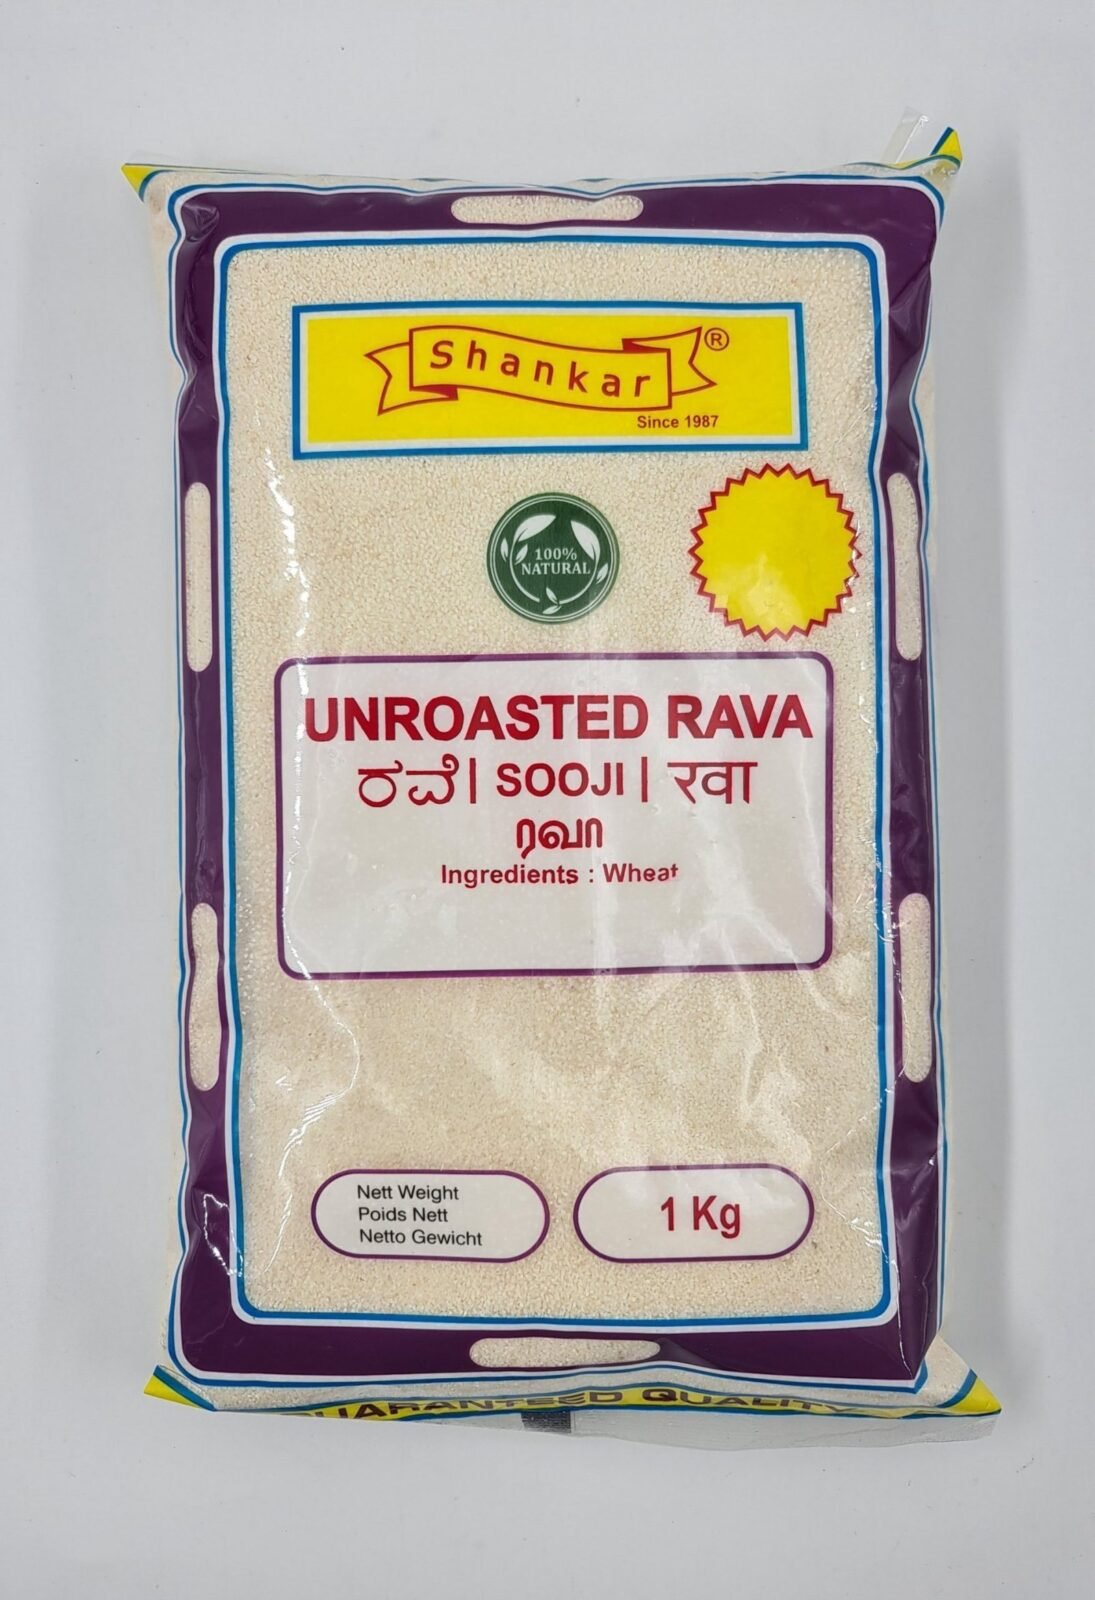 Shankar ®
Since 1987
100%
NATURAL
UNROASTED RAVA
ರವೆ | SOOJI | रवा
ரவா
Ingredients : Wheat
Nett Weight
Poids Nett
Netto Gewicht
1 Kg
GUARANTEED QUALITY